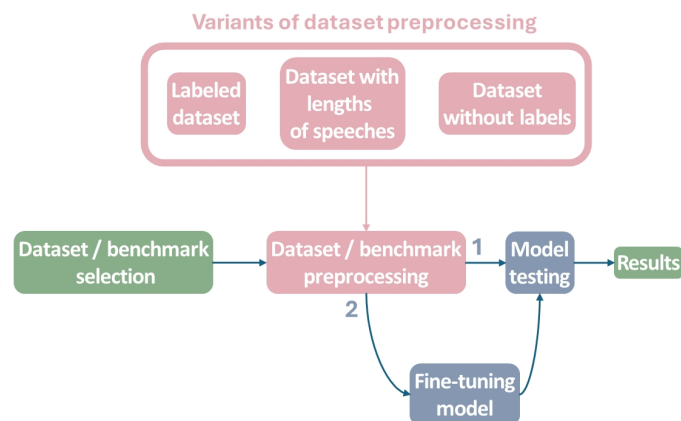 Variants of dataset preprocessing
Labeled
dataset
Dataset with
lengths
of speeches
Dataset
without labels
Dataset / benchmark
selection
Dataset / benchmark
preprocessing
1
Model
testing
Results
2
Fine-tuning
model